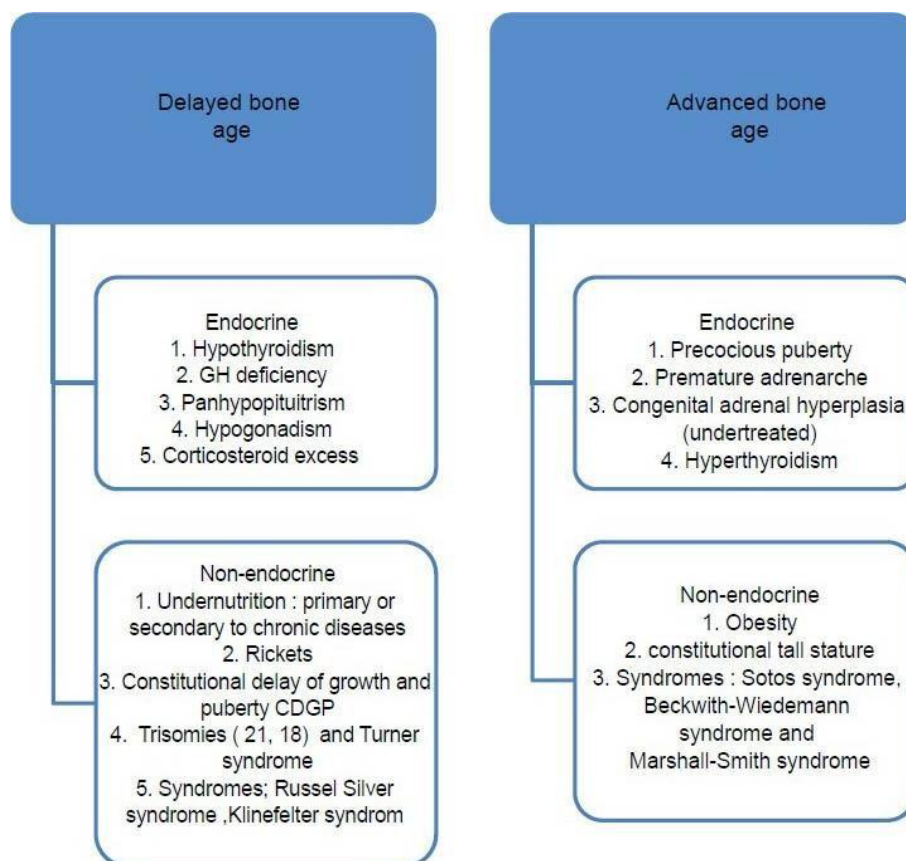 Delayed bone
age
Endocrine
1. Hypothyroidism
2. GH deficiency
3. Panhypopituitrism
4. Hypogonadism
5. Corticosteroid excess
Non-endocrine
1. Undernutrition : primary or
secondary to chronic diseases
2. Rickets
3. Constitutional delay of growth and
puberty CDGP
4. Trisomies ( 21, 18) and Turner
syndrome
5. Syndromes; Russel Silver
syndrome ,Klinefelter syndrom
Advanced bone
age
Endocrine
1. Precocious puberty
2. Premature adrenarche
3. Congenital adrenal hyperplasia
(undertreated)
4. Hyperthyroidism
Non-endocrine
1. Obesity
2. constitutional tall stature
3. Syndromes : Sotos syndrome,
Beckwith-Wiedemann
syndrome and
Marshall-Smith syndrome